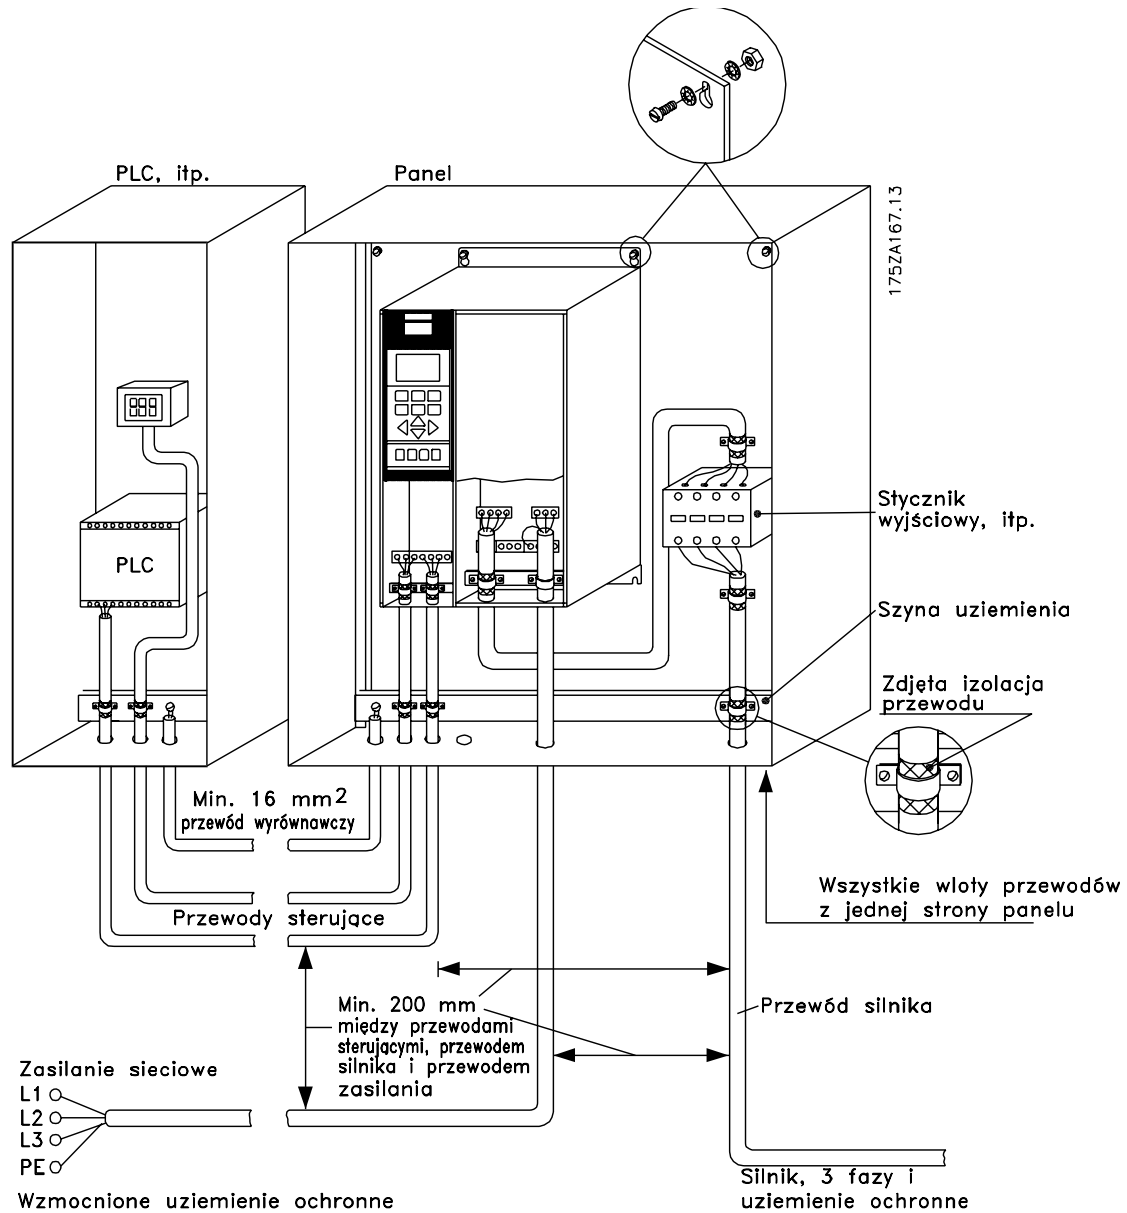 PLC, itp.
Panel
175ZA167.13
PLC
Stycznik
wyjściowy, itp.
Szyna uziemienia
Zdjęta izolacja
przewodu
Min. 16 mm2
przewód wyrównawczy
Przewody sterujące
Wszystkie wloty przewodów
z jednej strony panelu
Min. 200 mm
między przewodami
sterującymi, przewodem
silnika i przewodem
zasilania
Przewód silnika
Zasilanie sieciowe
L1
L2
L3
PE
Wzmocnione uziemienie ochronne
Silnik, 3 fazy i
uziemienie ochronne